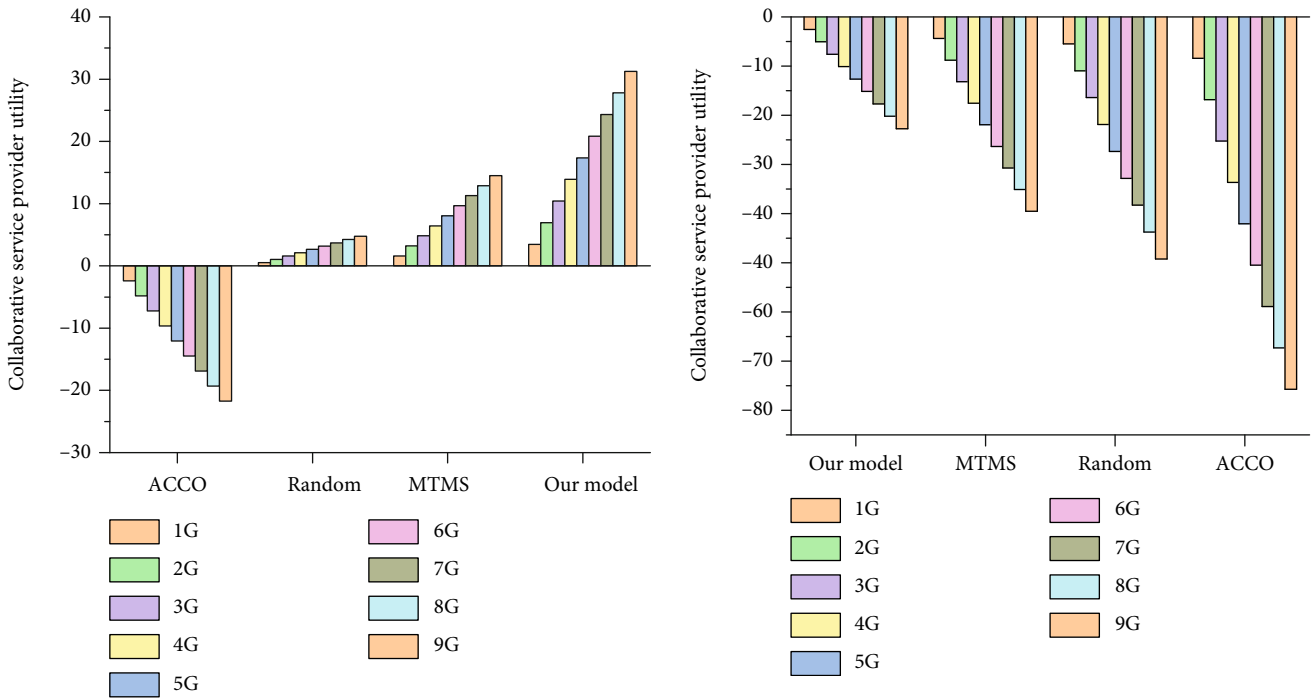 Collaborative service provider utility
40
30
20
10
0
−10
−20
−30
ACCO Random MTMS Our model
1G
2G
3G
4G
5G
6G
7G
8G
9G
Collaborative service provider utility
0
−10
−20
−30
−40
−40
−60
−70
−80
Our model MTMS Random ACCO
1G
2G
3G
4G
5G
6G
7G
8G
9G